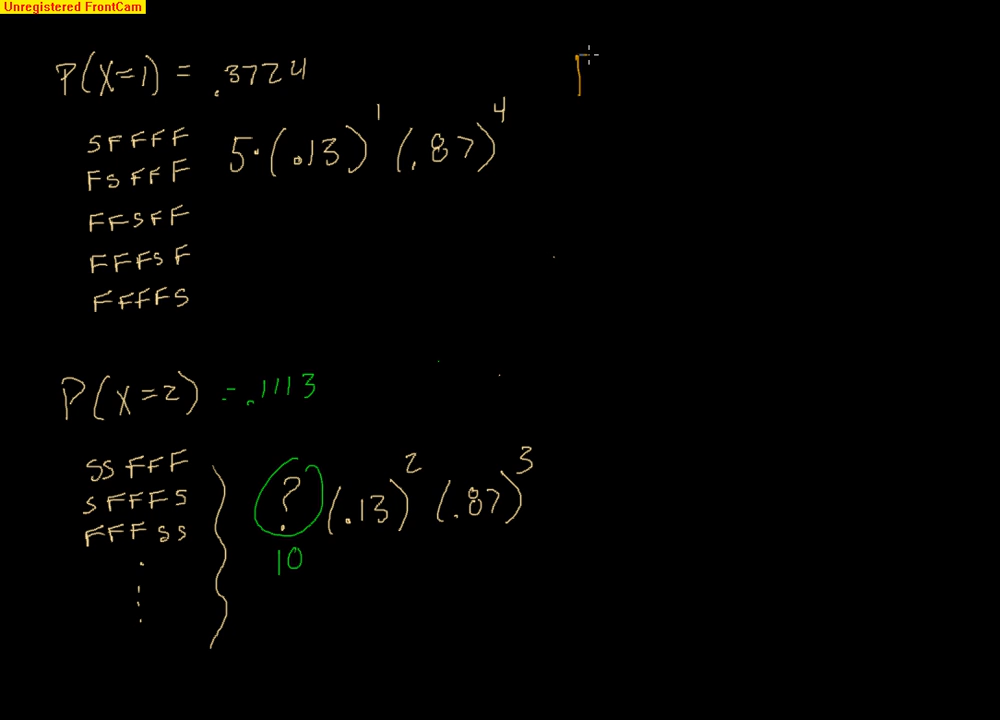 Unregistered FrontCam
P(X=1) = .3724
SFFFF 5·(.13)^1 (.87)^4
FSFFF
FFSFF
FFFSF
FFFFS
P(X=2) = .1113
SSFFF
SFFFS ? (.13)^2 (.87)^3
FFFSS
10